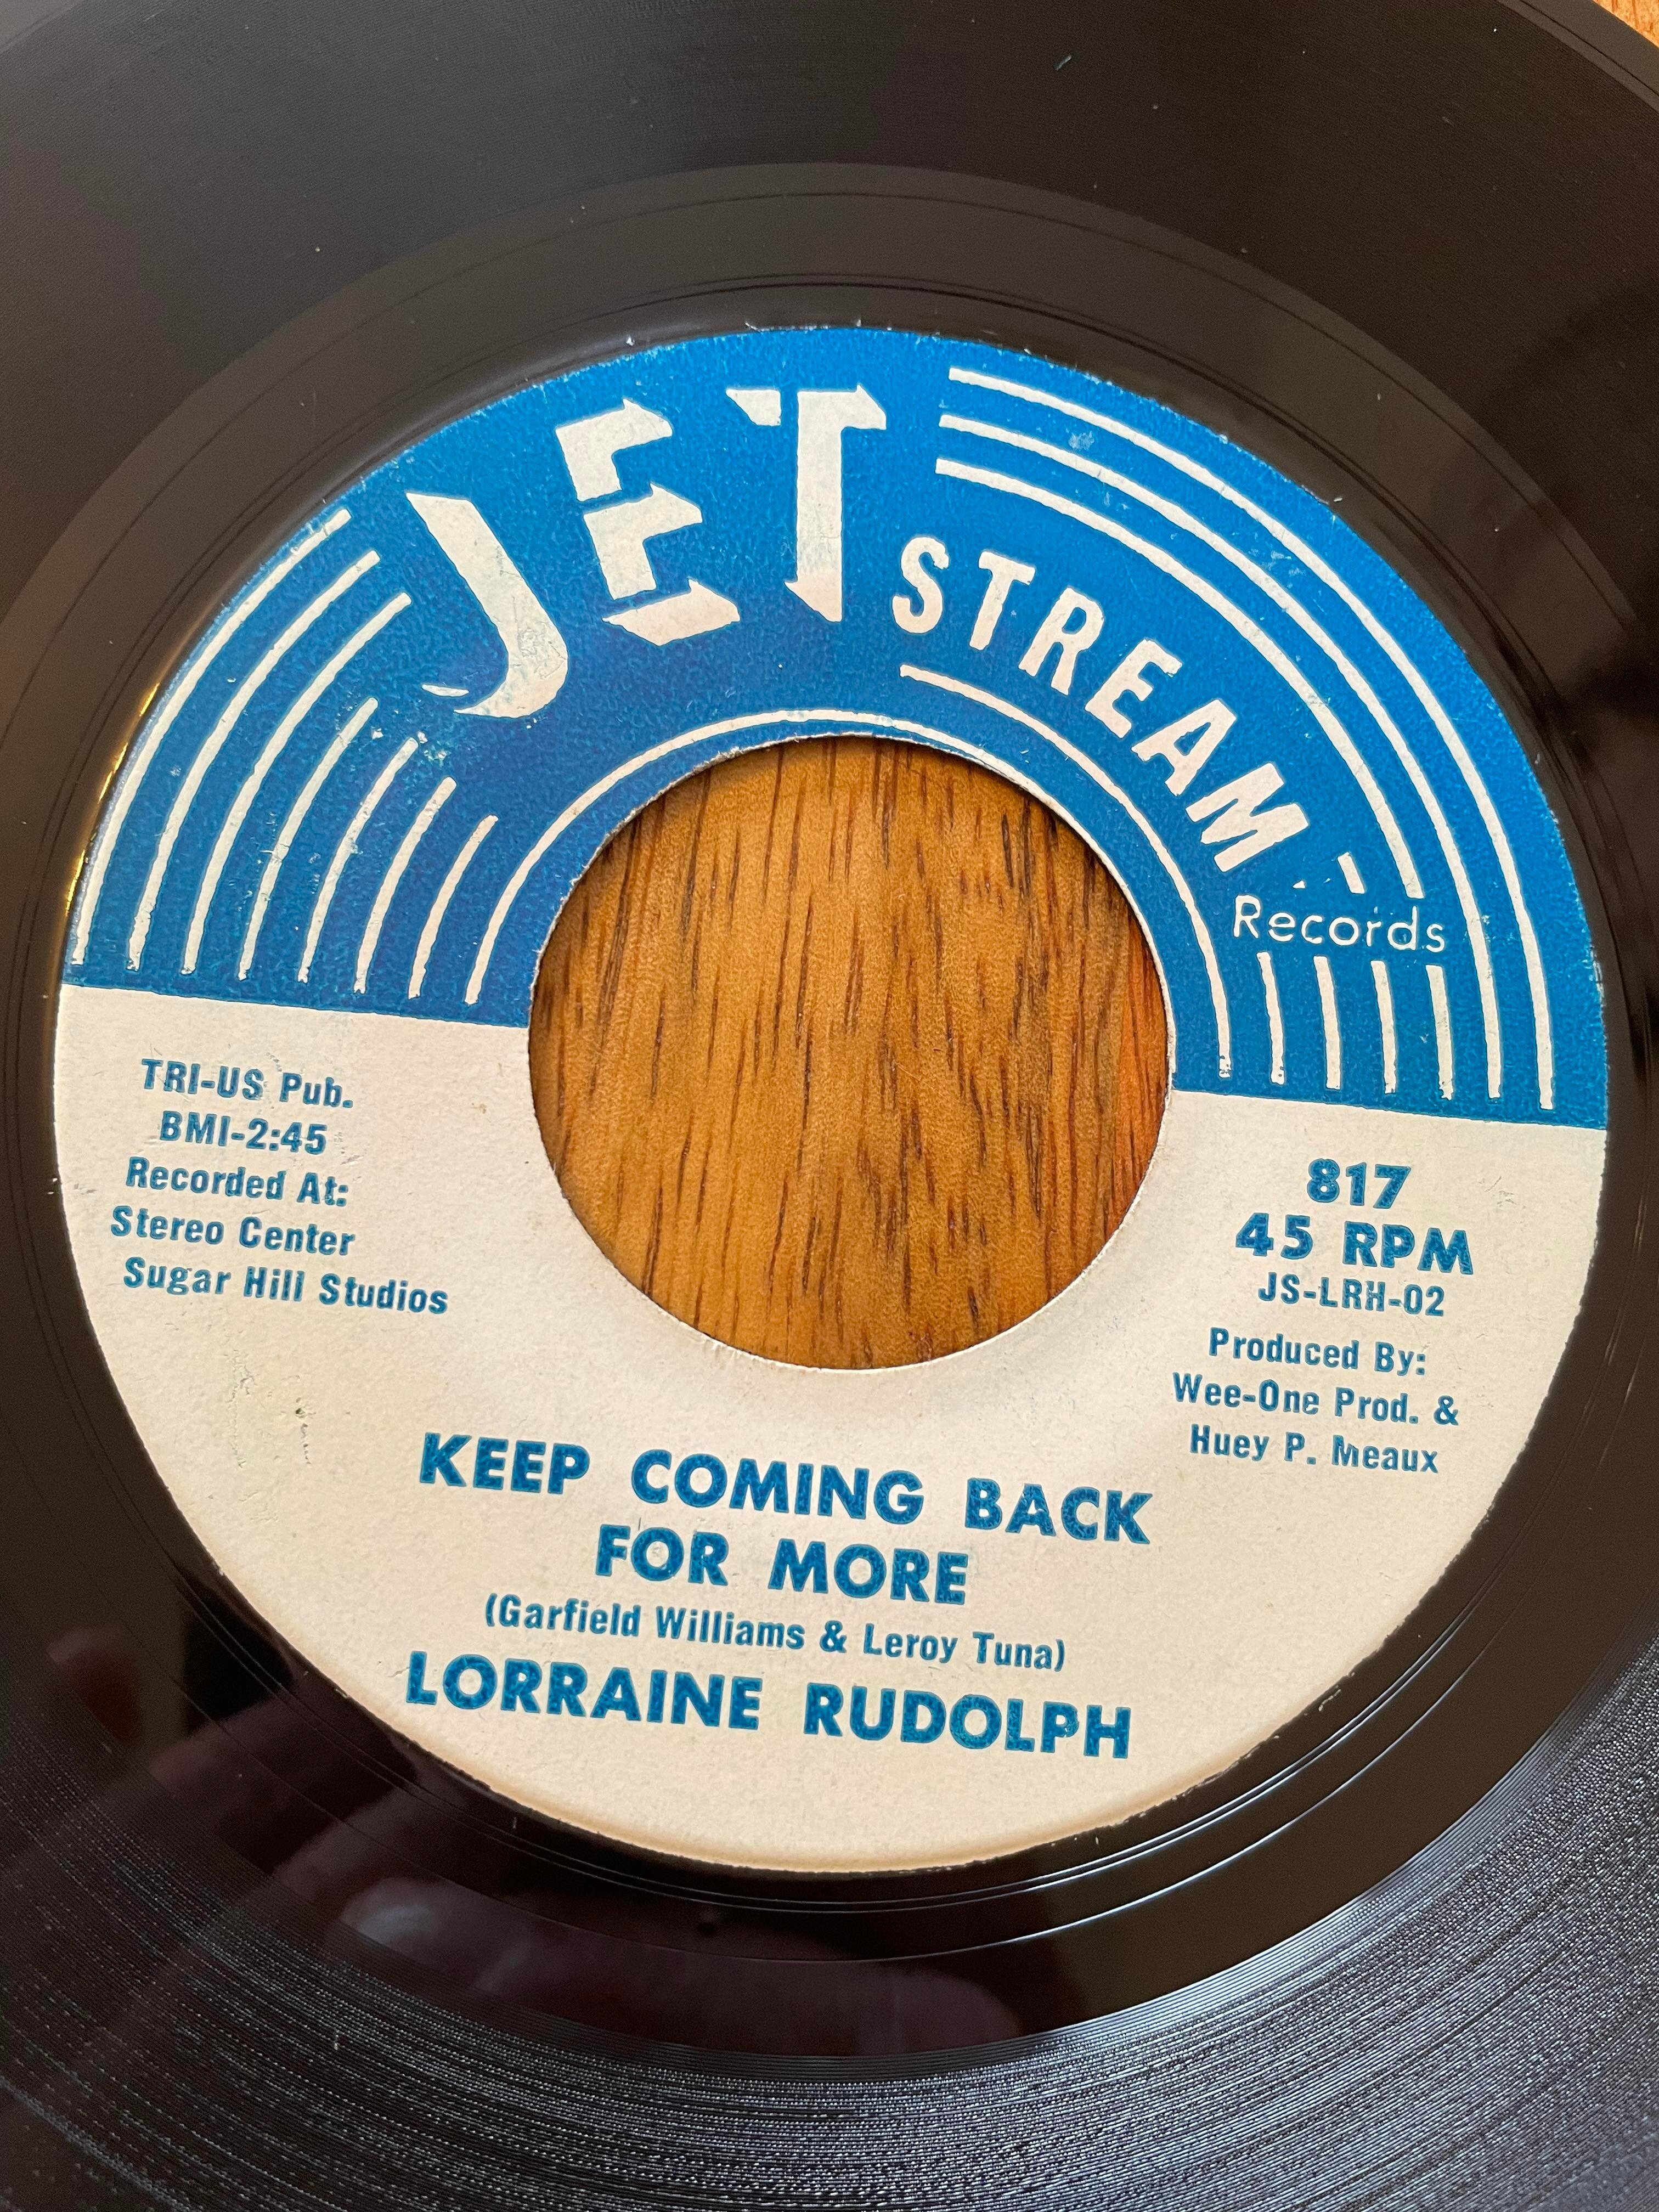 JET STREAM
Records
TRI-US Pub.
BMI-2:45
Recorded At:
Stereo Center
Sugar Hill Studios
817
45 RPM
JS-LRH-02
Produced By:
Wee-One Prod. &
Huey P. Meaux
KEEP COMING BACK
FOR MORE
(Garfield Williams & Leroy Tuna)
LORRAINE RUDOLPH